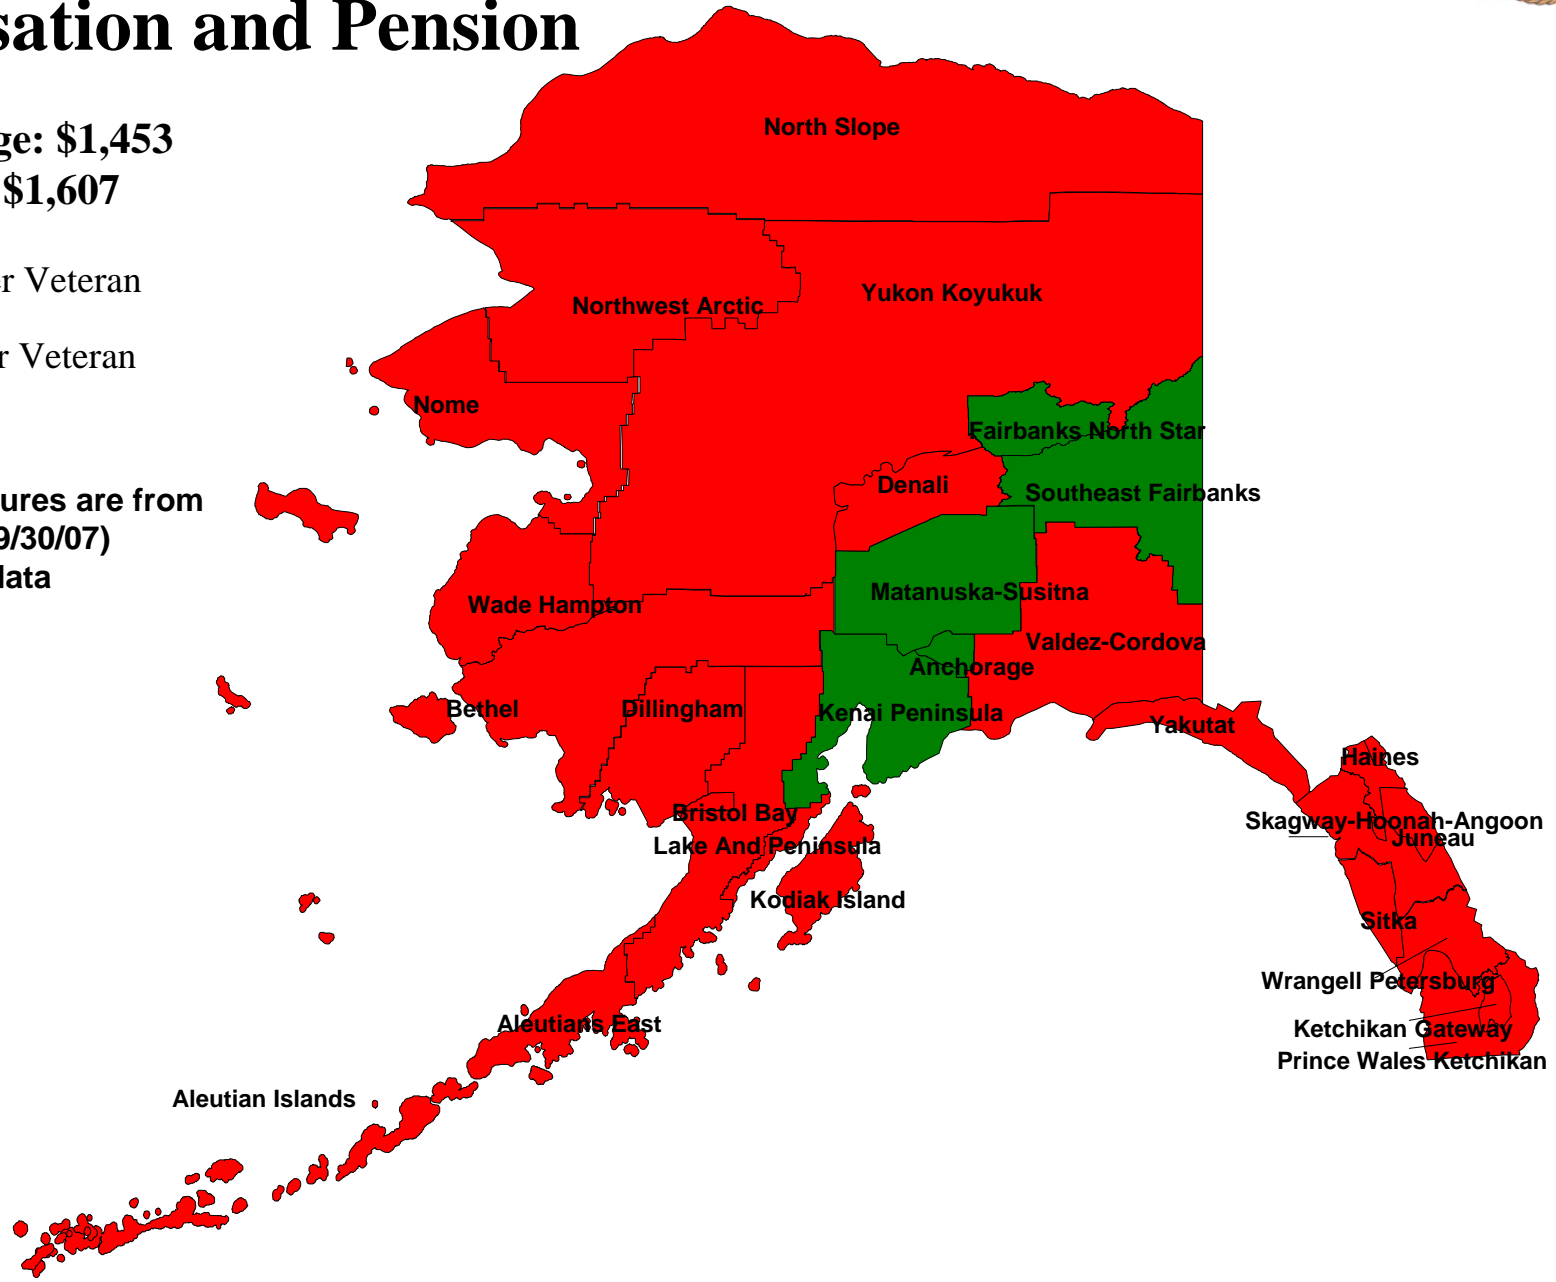 sation and Pension
ge: $1,453
$1,607
r Veteran
r Veteran
ures are from
9/30/07)
lata
North Slope
Yukon Koyukuk
Northwest Arctic
Nome
Fairbanks North Star
Denali
Southeast Fairbanks
Matanuska-Susitna
Wade Hampton
Valdez-Cordova
Anchorage
Bethel
Dillingham
Kenai Peninsula
Yakutat
Haines
Bristol Bay
Skagway-Hoonah-Angoon
Juneau
Lake And Peninsula
Kodiak Island
Sitka
Wrangell Petersburg
Aleutians East
Ketchikan Gateway
Prince Wales Ketchikan
Aleutian Islands